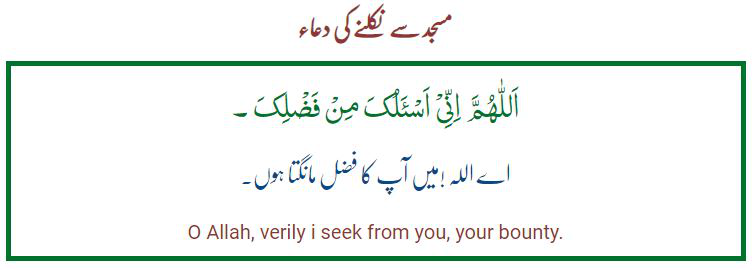 مسجد سے نکلنے کی دعاء
اَللّٰهُمَّ اِنِّیْ اَسْئَلُکَ مِنْ فَضْلِکَ ۔
اے اللہ !میں آپ کا فضل مانگتا ہوں۔
O Allah, verily i seek from you, your bounty.